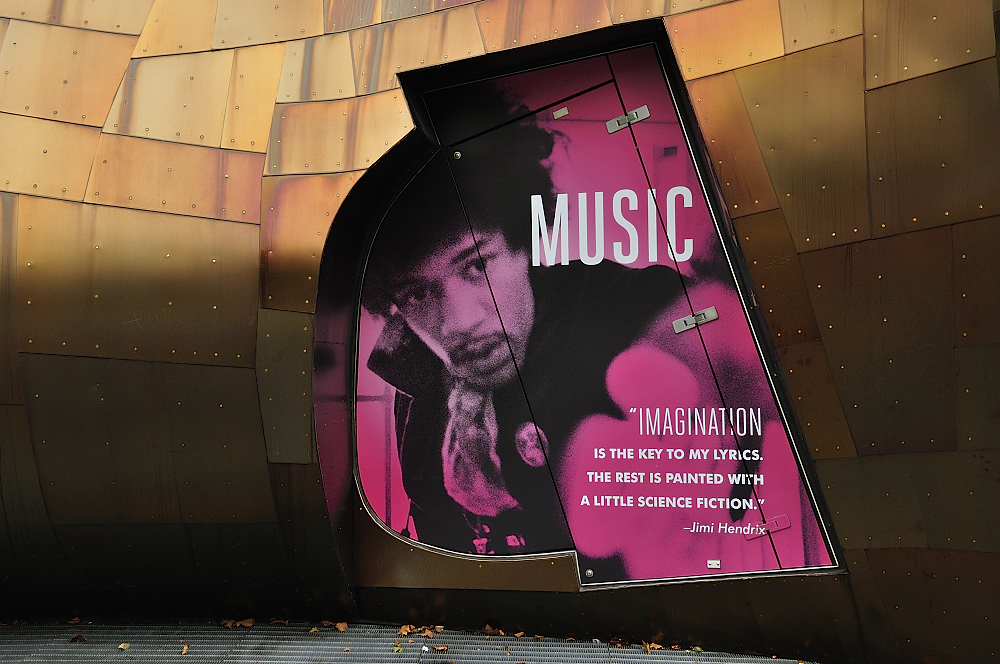 MUSIC
“IMAGINATION
IS THE KEY TO MY LYRICS.
THE REST IS PAINTED WITH
A LITTLE SCIENCE FICTION.”
–Jimi Hendrix